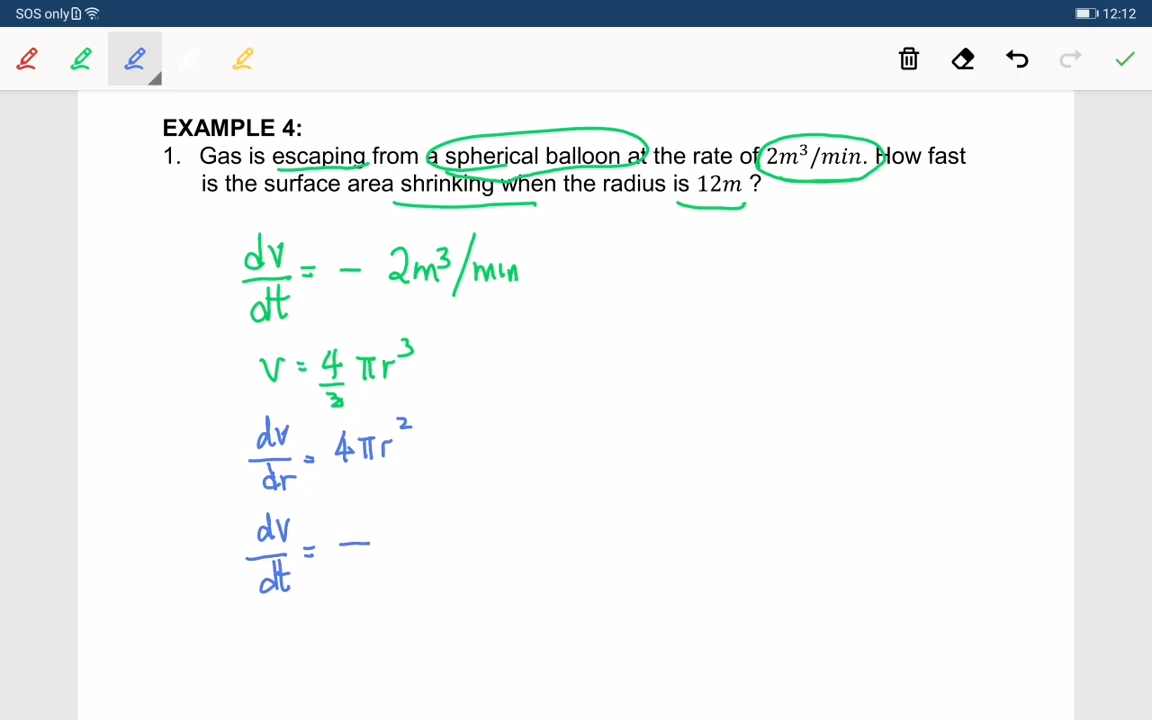 SOS only
12:12
EXAMPLE 4:
1. Gas is escaping from a spherical balloon at the rate of 2m³/min. How fast
is the surface area shrinking when the radius is 12m ?
dv/dt = - 2m³/min
V = 4/3 πr³
dv/dr = 4πr²
dV/dt = —